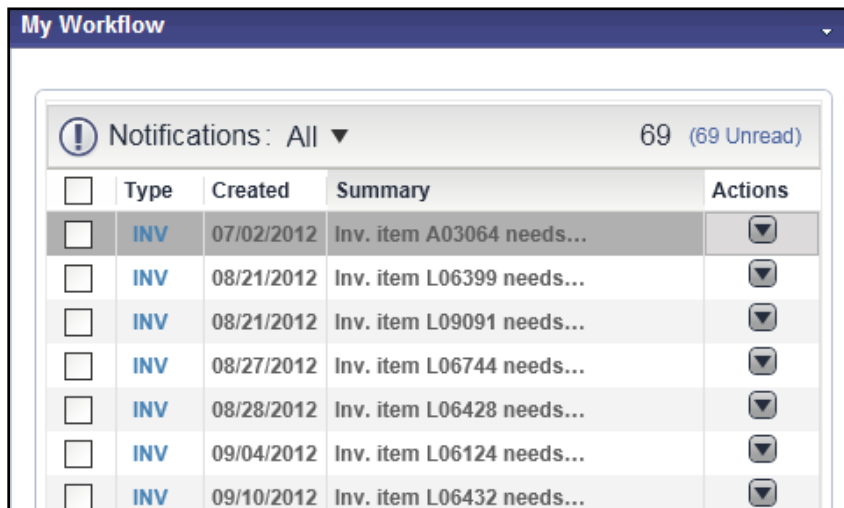 My Workflow
Notifications: All 69 (69 Unread)
Type Created Summary Actions
INV 07/02/2012 Inv. item A03064 needs...
INV 08/21/2012 Inv. item L06399 needs...
INV 08/21/2012 Inv. item L09091 needs...
INV 08/27/2012 Inv. item L06744 needs...
INV 08/28/2012 Inv. item L06428 needs...
INV 09/04/2012 Inv. item L06124 needs...
INV 09/10/2012 Inv. item L06432 needs...